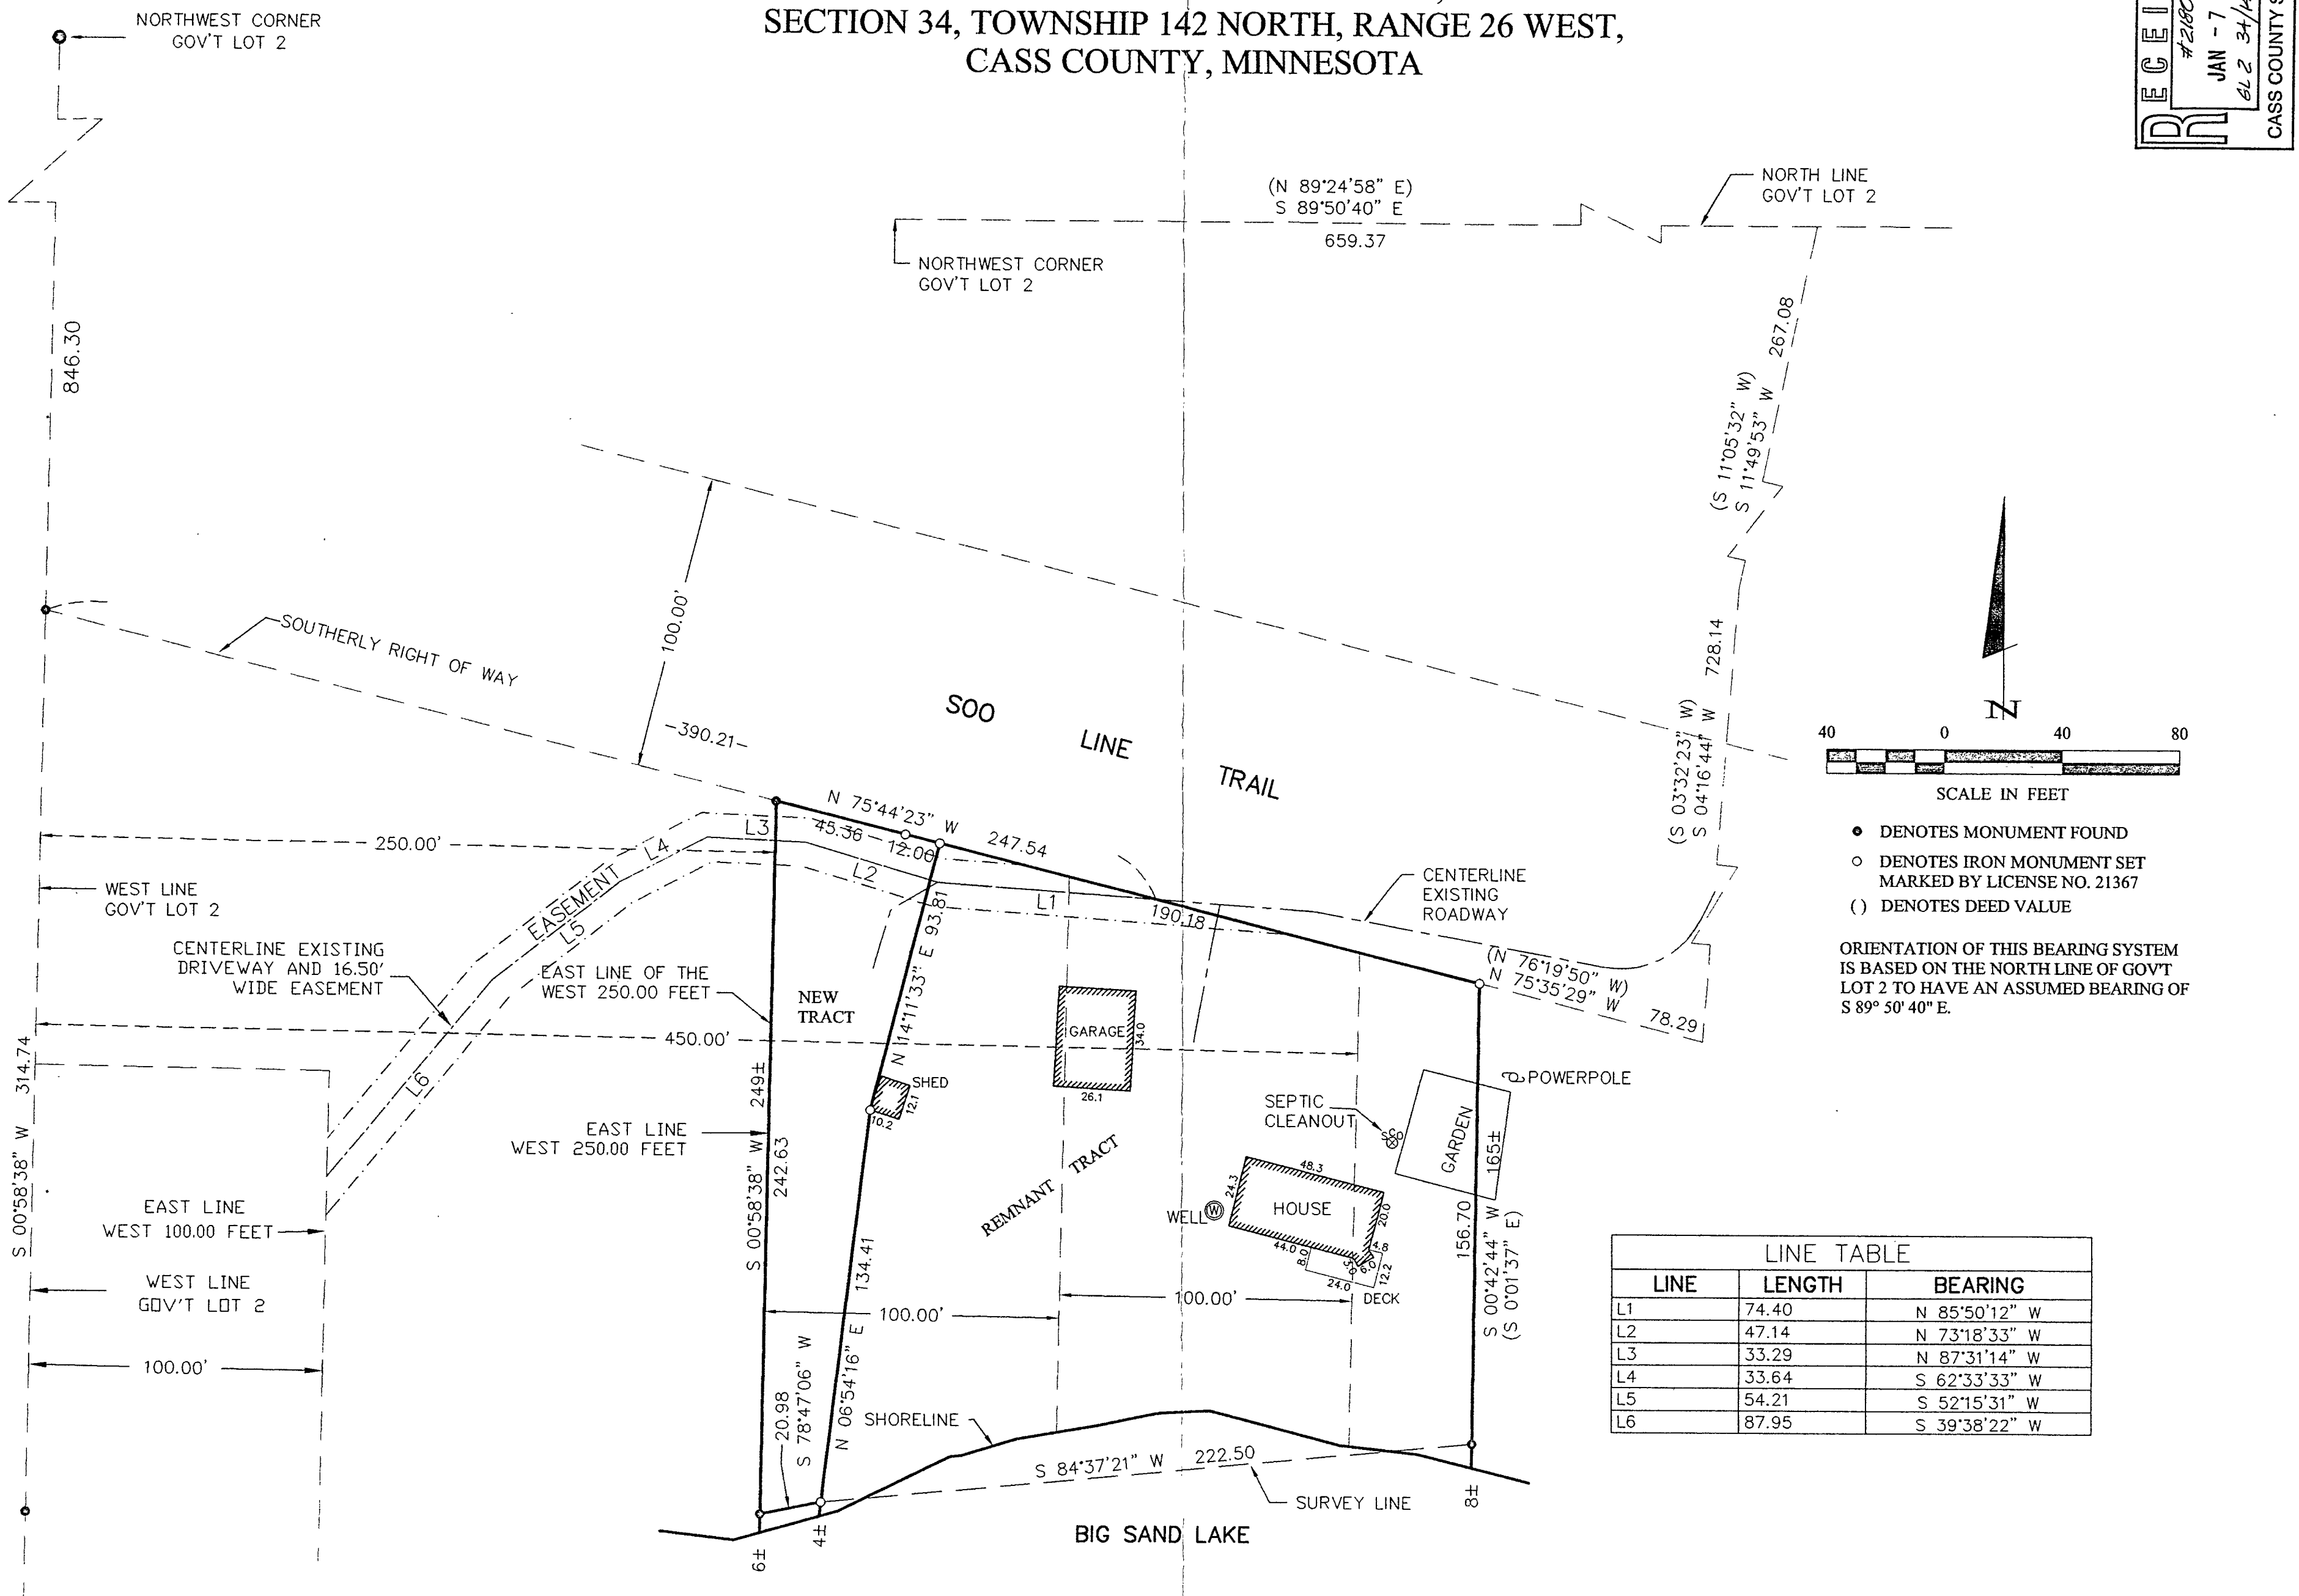 SECTION 34, TOWNSHIP 142 NORTH, RANGE 26 WEST,
CASS COUNTY, MINNESOTA
#2180
JAN - 7
GL 2 34/14
CASS COUNTY S
NORTHWEST CORNER
GOV'T LOT 2
846.30
(N 89°24'58" E)
S 89°50'40" E
659.37
NORTHWEST CORNER
GOV'T LOT 2
NORTH LINE
GOV'T LOT 2
(S 11°05'32" W)
S 11°49'53" W 267.08
(S 03°32'23" W)
S 04°16'44" W 728.14
SOUTHERLY RIGHT OF WAY
100.00'
-390.21-
SOO LINE TRAIL
N
40 0 40 80
SCALE IN FEET
DENOTES MONUMENT FOUND
DENOTES IRON MONUMENT SET
MARKED BY LICENSE NO. 21367
( ) DENOTES DEED VALUE
ORIENTATION OF THIS BEARING SYSTEM
IS BASED ON THE NORTH LINE OF GOV'T
LOT 2 TO HAVE AN ASSUMED BEARING OF
S 89° 50' 40" E.
N 75°44'23" W 247.54
45.36
12.00
190.18
L3
L4
L2
L1
250.00'
WEST LINE
GOV'T LOT 2
EASEMENT
L5
L6
CENTERLINE EXISTING
DRIVEWAY AND 16.50'
WIDE EASEMENT
EAST LINE OF THE
WEST 250.00 FEET
NEW
TRACT
N 14°11'33" E 93.81
CENTERLINE
EXISTING
ROADWAY
(N 76°19'50" W)
N 75°35'29" W 78.29
450.00'
GARAGE
34.0
26.1
SHED
12.1
10.2
S 00°58'38" W 314.74
249±
S 00°58'38" W
242.63
EAST LINE
WEST 250.00 FEET
REMNANT TRACT
SEPTIC
CLEANOUT
SCO
POWERPOLE
GARDEN
165±
WELL
W
HOUSE
48.3
24.3
20.0
44.0
8.0
5.0
6.0
4.8
12.2
24.0
DECK
156.70
S 00°42'44" W
(S 0°01'37" E)
EAST LINE
WEST 100.00 FEET
WEST LINE
GOV'T LOT 2
100.00'
100.00'
100.00'
N 06°54'16" E 134.41
20.98
S 78°47'06" W
SHORELINE
S 84°37'21" W 222.50
SURVEY LINE
6±
4±
8±
BIG SAND LAKE
LINE TABLE
LINE LENGTH BEARING
L1 74.40 N 85°50'12" W
L2 47.14 N 73°18'33" W
L3 33.29 N 87°31'14" W
L4 33.64 S 62°33'33" W
L5 54.21 S 52°15'31" W
L6 87.95 S 39°38'22" W